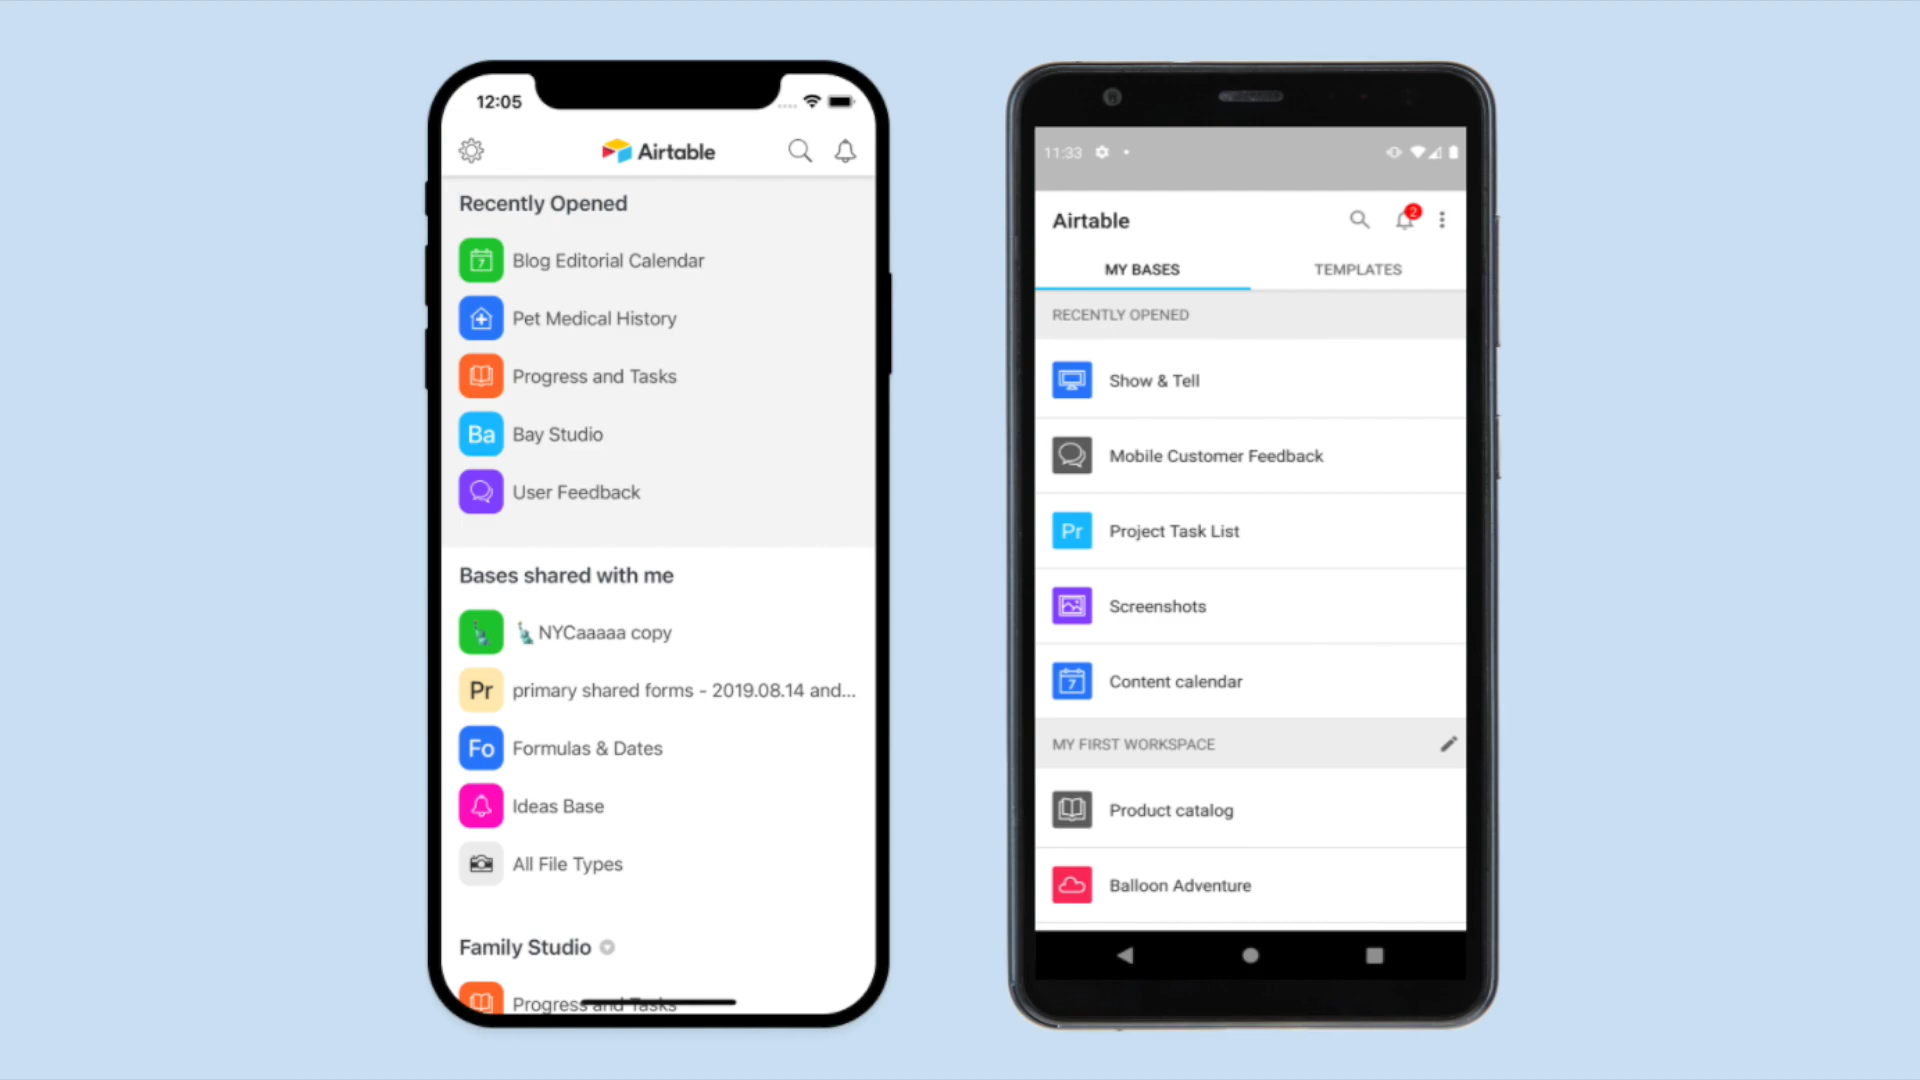 12:05
Airtable
Recently Opened
7
Blog Editorial Calendar
Pet Medical History
Progress and Tasks
Ba
Bay Studio
User Feedback
Bases shared with me
NYCaaaaa copy
Pr
primary shared forms - 2019.08.14 and...
Fo
Formulas & Dates
Ideas Base
All File Types
Family Studio
Progress and Tasks
11:33
Airtable
2
MY BASES
TEMPLATES
RECENTLY OPENED
Show & Tell
Mobile Customer Feedback
Pr
Project Task List
Screenshots
7
Content calendar
MY FIRST WORKSPACE
Product catalog
Balloon Adventure